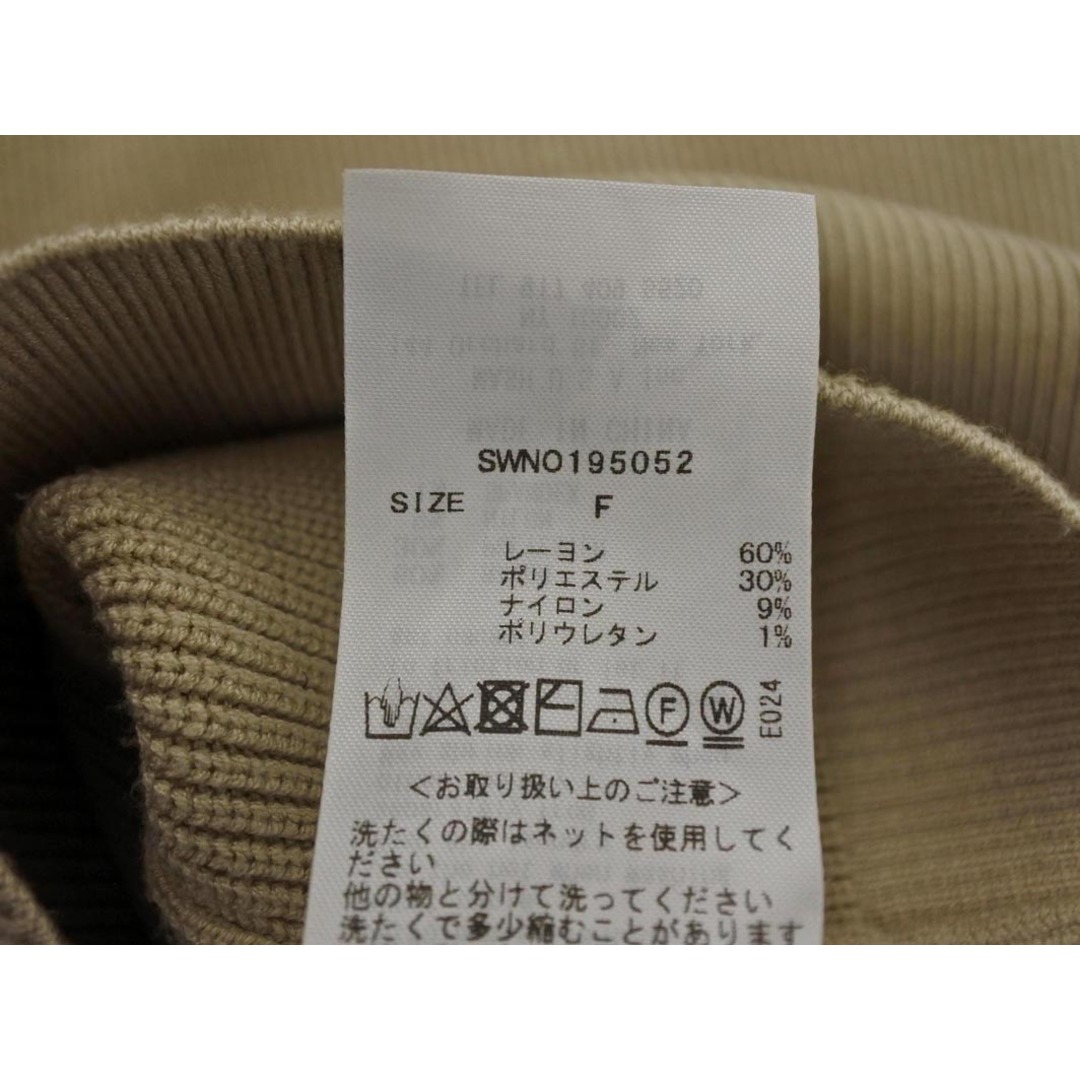 SWNO195052
SIZE F
レーヨン 60%
ポリエステル 30%
ナイロン 9%
ポリウレタン 1%
F W E024
<お取り扱い上のご注意>
洗たくの際はネットを使用してく
ださい
他の物と分けて洗ってください
洗たくで多少縮むことがあります